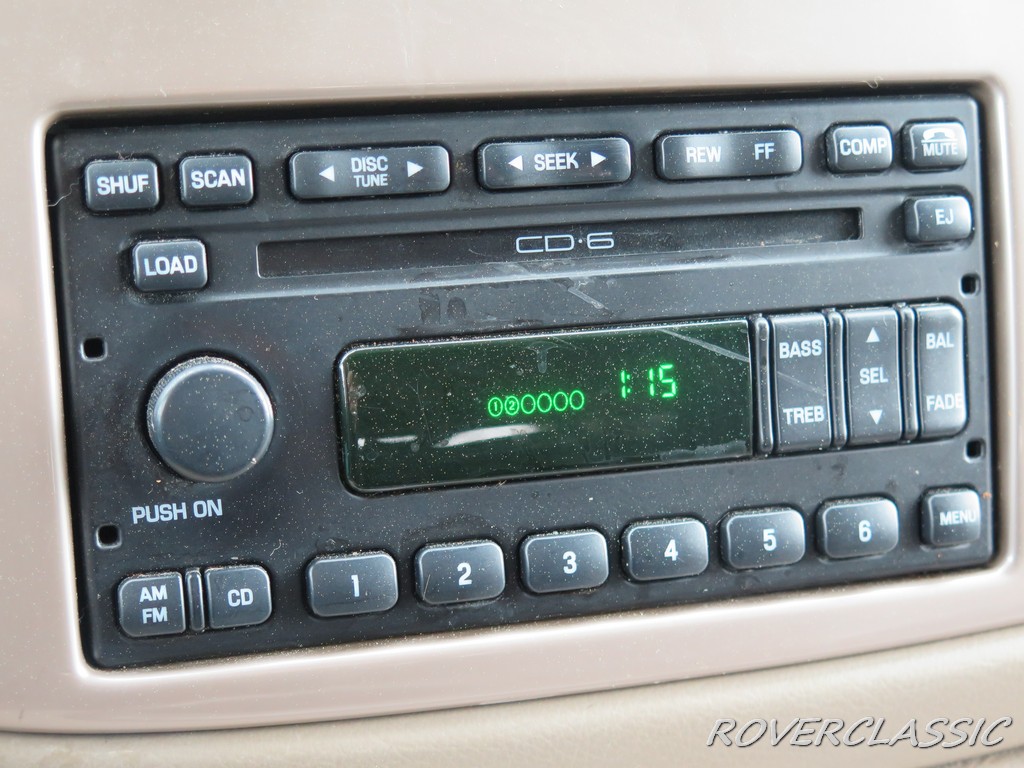 SHUF SCAN ◀ DISC TUNE ▶ ◀ SEEK ▶ REW FF COMP MUTE
LOAD CD·6 EJ
①②OOOO 1:15
BASS SEL BAL
TREB FADE
PUSH ON
AM FM CD 1 2 3 4 5 6 MENU
ROVERCLASSIC